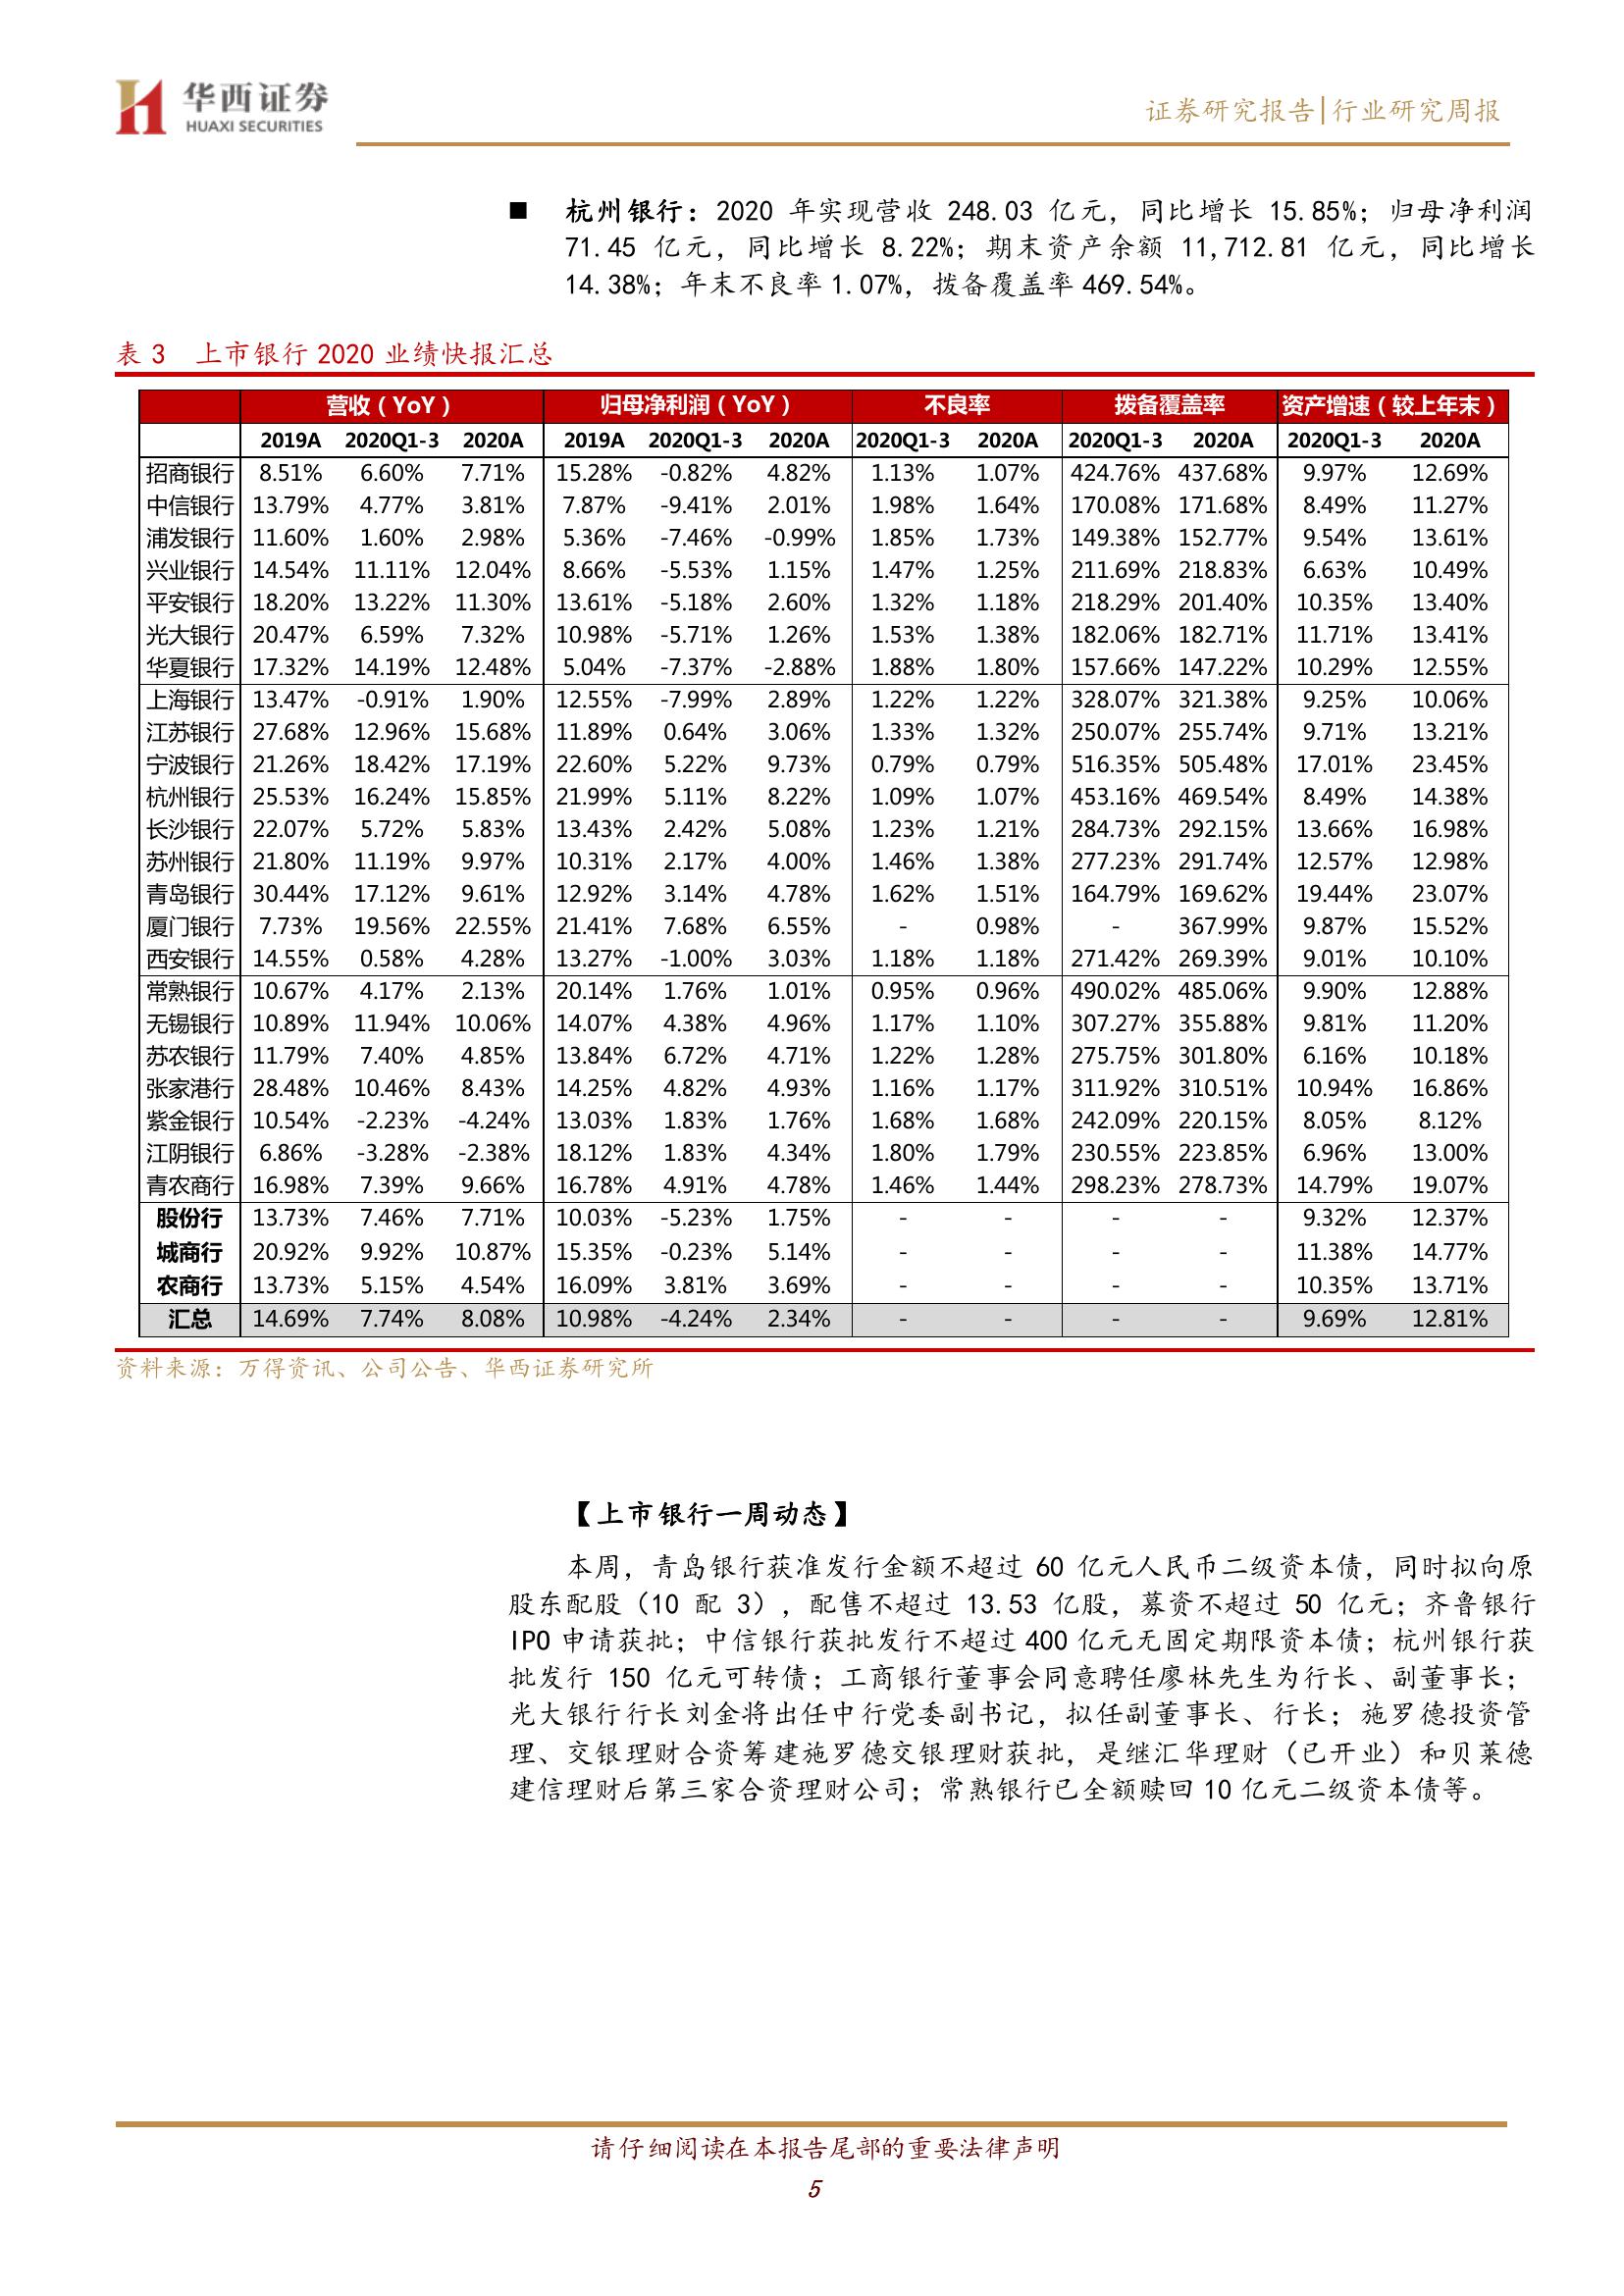 华西证券
HUAXI SECURITIES
证券研究报告|行业研究周报
■ 杭州银行：2020 年实现营收 248.03 亿元，同比增长 15.85%；归母净利润
71.45 亿元，同比增长 8.22%；期末资产余额 11,712.81 亿元，同比增长
14.38%；年末不良率 1.07%，拨备覆盖率 469.54%。
表 3 上市银行 2020 业绩快报汇总
营收（YoY） 归母净利润（YoY） 不良率 拨备覆盖率 资产增速（较上年末）
2019A 2020Q1-3 2020A 2019A 2020Q1-3 2020A 2020Q1-3 2020A 2020Q1-3 2020A 2020Q1-3 2020A
招商银行 8.51% 6.60% 7.71% 15.28% -0.82% 4.82% 1.13% 1.07% 424.76% 437.68% 9.97% 12.69%
中信银行 13.79% 4.77% 3.81% 7.87% -9.41% 2.01% 1.98% 1.64% 170.08% 171.68% 8.49% 11.27%
浦发银行 11.60% 1.60% 2.98% 5.36% -7.46% -0.99% 1.85% 1.73% 149.38% 152.77% 9.54% 13.61%
兴业银行 14.54% 11.11% 12.04% 8.66% -5.53% 1.15% 1.47% 1.25% 211.69% 218.83% 6.63% 10.49%
平安银行 18.20% 13.22% 11.30% 13.61% -5.18% 2.60% 1.32% 1.18% 218.29% 201.40% 10.35% 13.40%
光大银行 20.47% 6.59% 7.32% 10.98% -5.71% 1.26% 1.53% 1.38% 182.06% 182.71% 11.71% 13.41%
华夏银行 17.32% 14.19% 12.48% 5.04% -7.37% -2.88% 1.88% 1.80% 157.66% 147.22% 10.29% 12.55%
上海银行 13.47% -0.91% 1.90% 12.55% -7.99% 2.89% 1.22% 1.22% 328.07% 321.38% 9.25% 10.06%
江苏银行 27.68% 12.96% 15.68% 11.89% 0.64% 3.06% 1.33% 1.32% 250.07% 255.74% 9.71% 13.21%
宁波银行 21.26% 18.42% 17.19% 22.60% 5.22% 9.73% 0.79% 0.79% 516.35% 505.48% 17.01% 23.45%
杭州银行 25.53% 16.24% 15.85% 21.99% 5.11% 8.22% 1.09% 1.07% 453.16% 469.54% 8.49% 14.38%
长沙银行 22.07% 5.72% 5.83% 13.43% 2.42% 5.08% 1.23% 1.21% 284.73% 292.15% 13.66% 16.98%
苏州银行 21.80% 11.19% 9.97% 10.31% 2.17% 4.00% 1.46% 1.38% 277.23% 291.74% 12.57% 12.98%
青岛银行 30.44% 17.12% 9.61% 12.92% 3.14% 4.78% 1.62% 1.51% 164.79% 169.62% 19.44% 23.07%
厦门银行 7.73% 19.56% 22.55% 21.41% 7.68% 6.55% - 0.98% - 367.99% 9.87% 15.52%
西安银行 14.55% 0.58% 4.28% 13.27% -1.00% 3.03% 1.18% 1.18% 271.42% 269.39% 9.01% 10.10%
常熟银行 10.67% 4.17% 2.13% 20.14% 1.76% 1.01% 0.95% 0.96% 490.02% 485.06% 9.90% 12.88%
无锡银行 10.89% 11.94% 10.06% 14.07% 4.38% 4.96% 1.17% 1.10% 307.27% 355.88% 9.81% 11.20%
苏农银行 11.79% 7.40% 4.85% 13.84% 6.72% 4.71% 1.22% 1.28% 275.75% 301.80% 6.16% 10.18%
张家港行 28.48% 10.46% 8.43% 14.25% 4.82% 4.93% 1.16% 1.17% 311.92% 310.51% 10.94% 16.86%
紫金银行 10.54% -2.23% -4.24% 13.03% 1.83% 1.76% 1.68% 1.68% 242.09% 220.15% 8.05% 8.12%
江阴银行 6.86% -3.28% -2.38% 18.12% 1.83% 4.34% 1.80% 1.79% 230.55% 223.85% 6.96% 13.00%
青农商行 16.98% 7.39% 9.66% 16.78% 4.91% 4.78% 1.46% 1.44% 298.23% 278.73% 14.79% 19.07%
股份行 13.73% 7.46% 7.71% 10.03% -5.23% 1.75% - - - - 9.32% 12.37%
城商行 20.92% 9.92% 10.87% 15.35% -0.23% 5.14% - - - - 11.38% 14.77%
农商行 13.73% 5.15% 4.54% 16.09% 3.81% 3.69% - - - - 10.35% 13.71%
汇总 14.69% 7.74% 8.08% 10.98% -4.24% 2.34% - - - - 9.69% 12.81%
资料来源：万得资讯、公司公告、华西证券研究所
【上市银行一周动态】
本周，青岛银行获准发行金额不超过 60 亿元人民币二级资本债，同时拟向原
股东配股（10 配 3），配售不超过 13.53 亿股，募资不超过 50 亿元；齐鲁银行
IPO 申请获批；中信银行获批发行不超过 400 亿元无固定期限资本债；杭州银行获
批发行 150 亿元可转债；工商银行董事会同意聘任廖林先生为行长、副董事长；
光大银行行长刘金将出任中行党委副书记，拟任副董事长、行长；施罗德投资管
理、交银理财合资筹建施罗德交银理财获批，是继汇华理财（已开业）和贝莱德
建信理财后第三家合资理财公司；常熟银行已全额赎回 10 亿元二级资本债等。
请仔细阅读在本报告尾部的重要法律声明
5